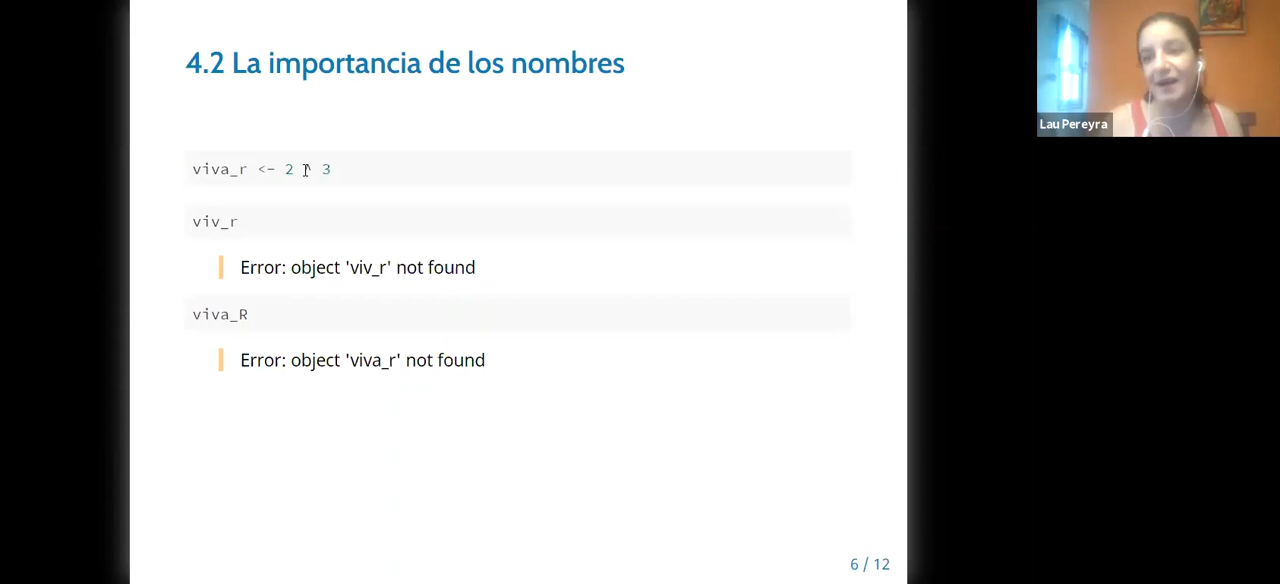 4.2 La importancia de los nombres
Lau Pereyra
viva_r <- 2 ^ 3
viv_r
Error: object 'viv_r' not found
viva_R
Error: object 'viva_r' not found
6 / 12